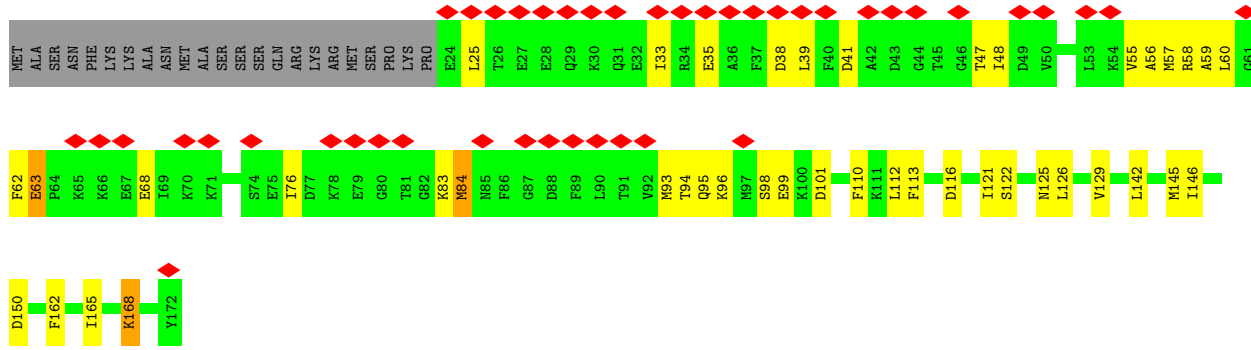 MET ALA SER ASN PHE LYS LYS ALA ASN MET ALA SER SER SER GLN ARG LYS ARG MET SER PRO LYS PRO E24 L25 T26 E27 E28 Q29 K30 Q31 E32 I33 R34 E35 A36 F37 D38 L39 F40 D41 A42 D43 G44 T45 G46 T47 I48 D49 V50 L53 K54 V55 A56 M57 R58 A59 L60 G61
F62 E63 P64 K65 K66 E67 E68 I69 K70 K71 S74 E75 I76 D77 K78 E79 G80 T81 G82 K83 M84 N85 F86 G87 D88 F89 L90 T91 V92 M93 T94 Q95 K96 M97 S98 E99 K100 D101 F110 K111 L112 F113 D116 I121 S122 N125 L126 V129 L142 M145 I146
D150 F162 I165 K168 Y172